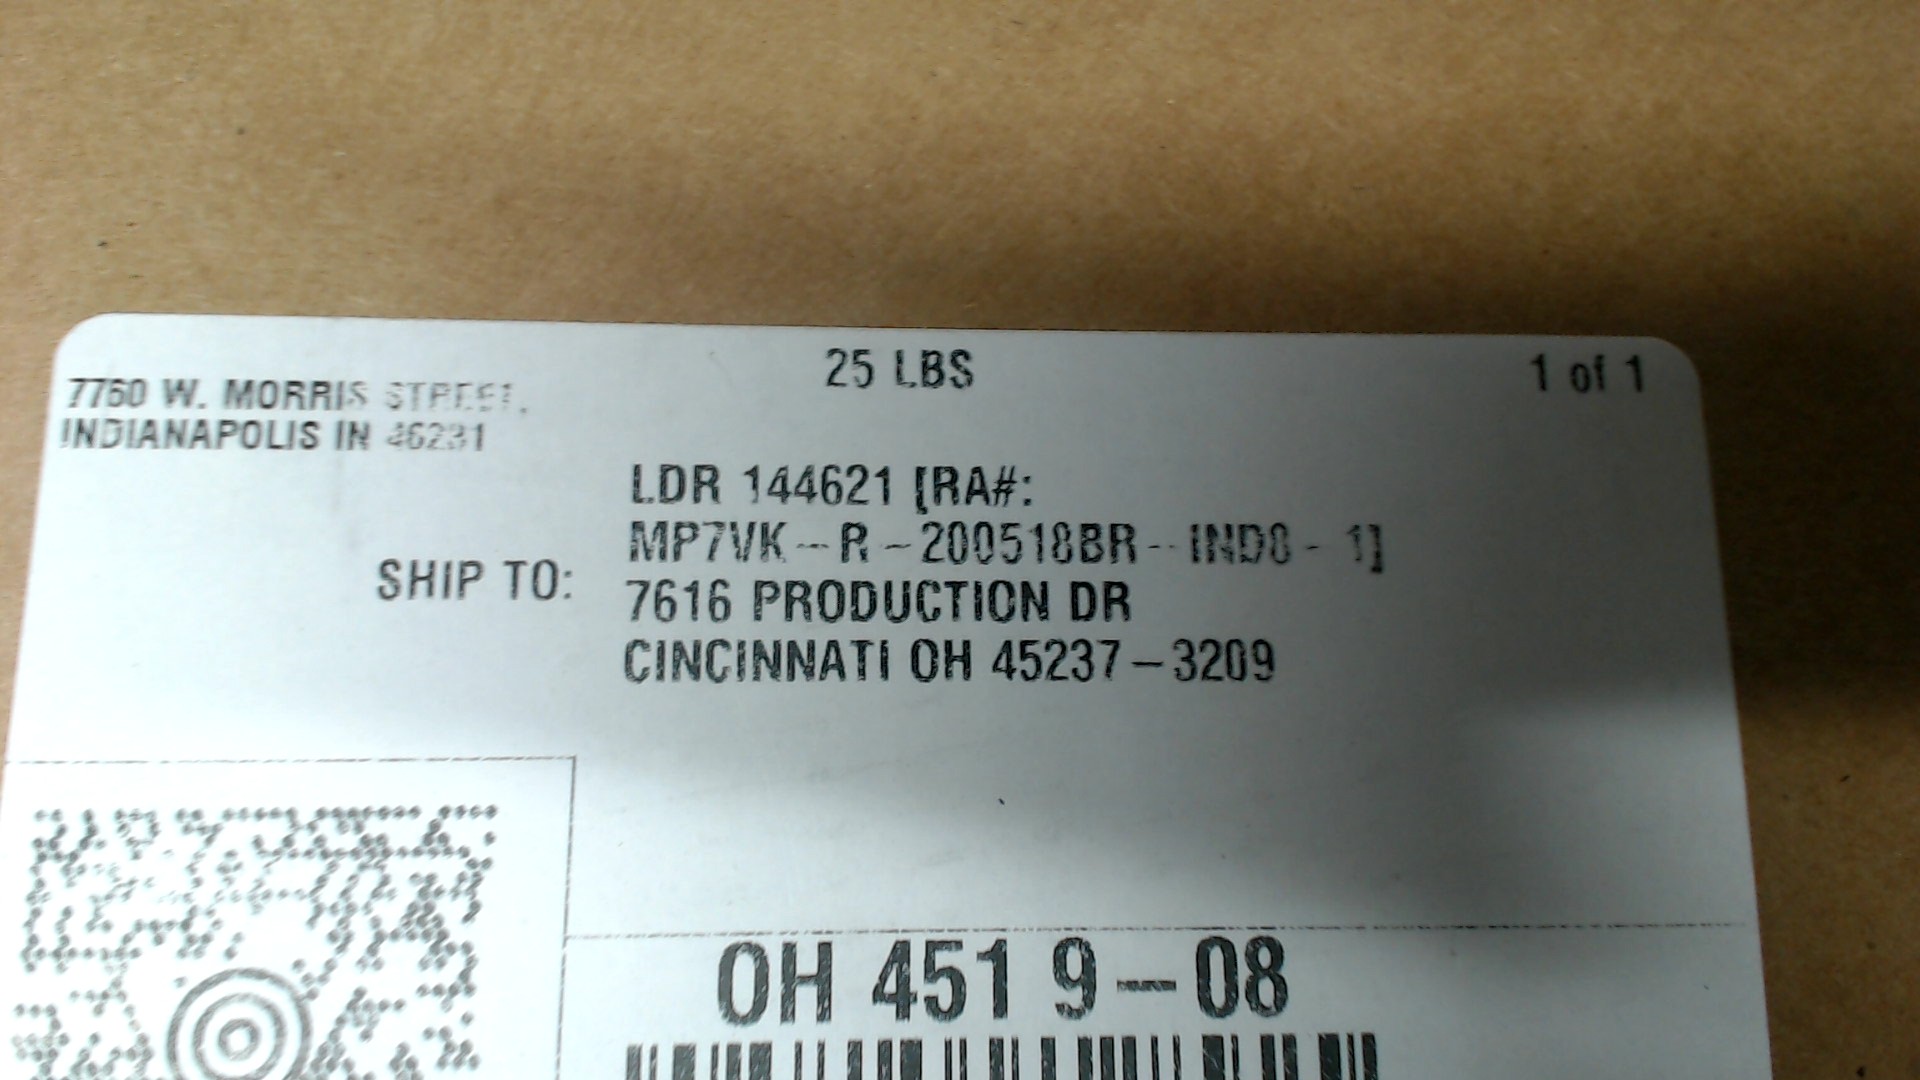 25 LBS
1 of 1
7760 W. MORRIS STREET,
INDIANAPOLIS IN 46231
LDR 144621 [RA#:
MP7VK-R-200518BR-IND8-1]
SHIP TO:
7616 PRODUCTION DR
CINCINNATI OH 45237-3209
OH 451 9-08